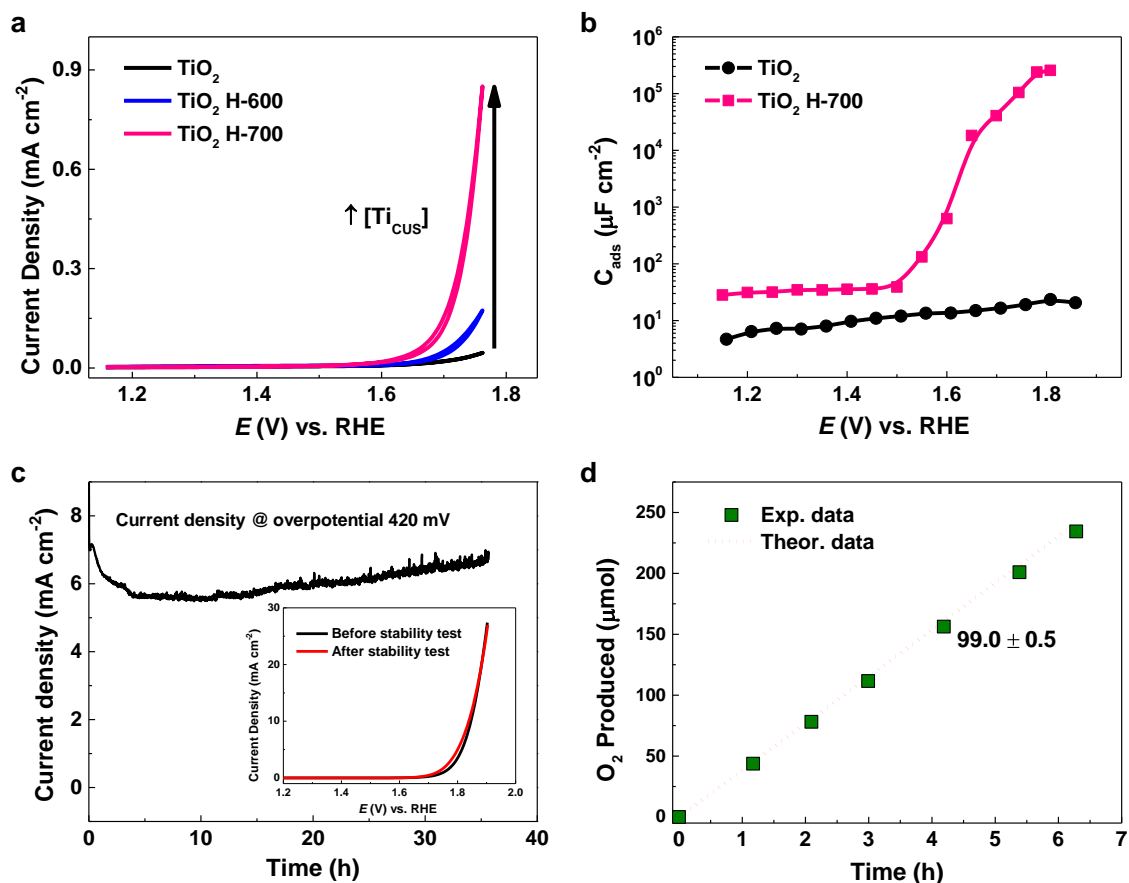 a
Current Density (mA cm⁻²)
0.9
0.6
0.3
0.0
TiO₂
TiO₂ H-600
TiO₂ H-700
↑ [Ti_CUS]
1.2 1.4 1.6 1.8
E (V) vs. RHE
b
C_ads (μF cm⁻²)
10⁶
10⁵
10⁴
10³
10²
10¹
10⁰
TiO₂
TiO₂ H-700
1.2 1.4 1.6 1.8
E (V) vs. RHE
c
Current density (mA cm⁻²)
8
6
4
2
0
Current density @ overpotential 420 mV
Current Density (mA cm⁻²)
30
20
10
0
Before stability test
After stability test
1.2 1.4 1.6 1.8 2.0
E (V) vs. RHE
0 10 20 30 40
Time (h)
d
O₂ Produced (μmol)
250
200
150
100
50
0
Exp. data
Theor. data
99.0 ± 0.5
0 1 2 3 4 5 6 7
Time (h)